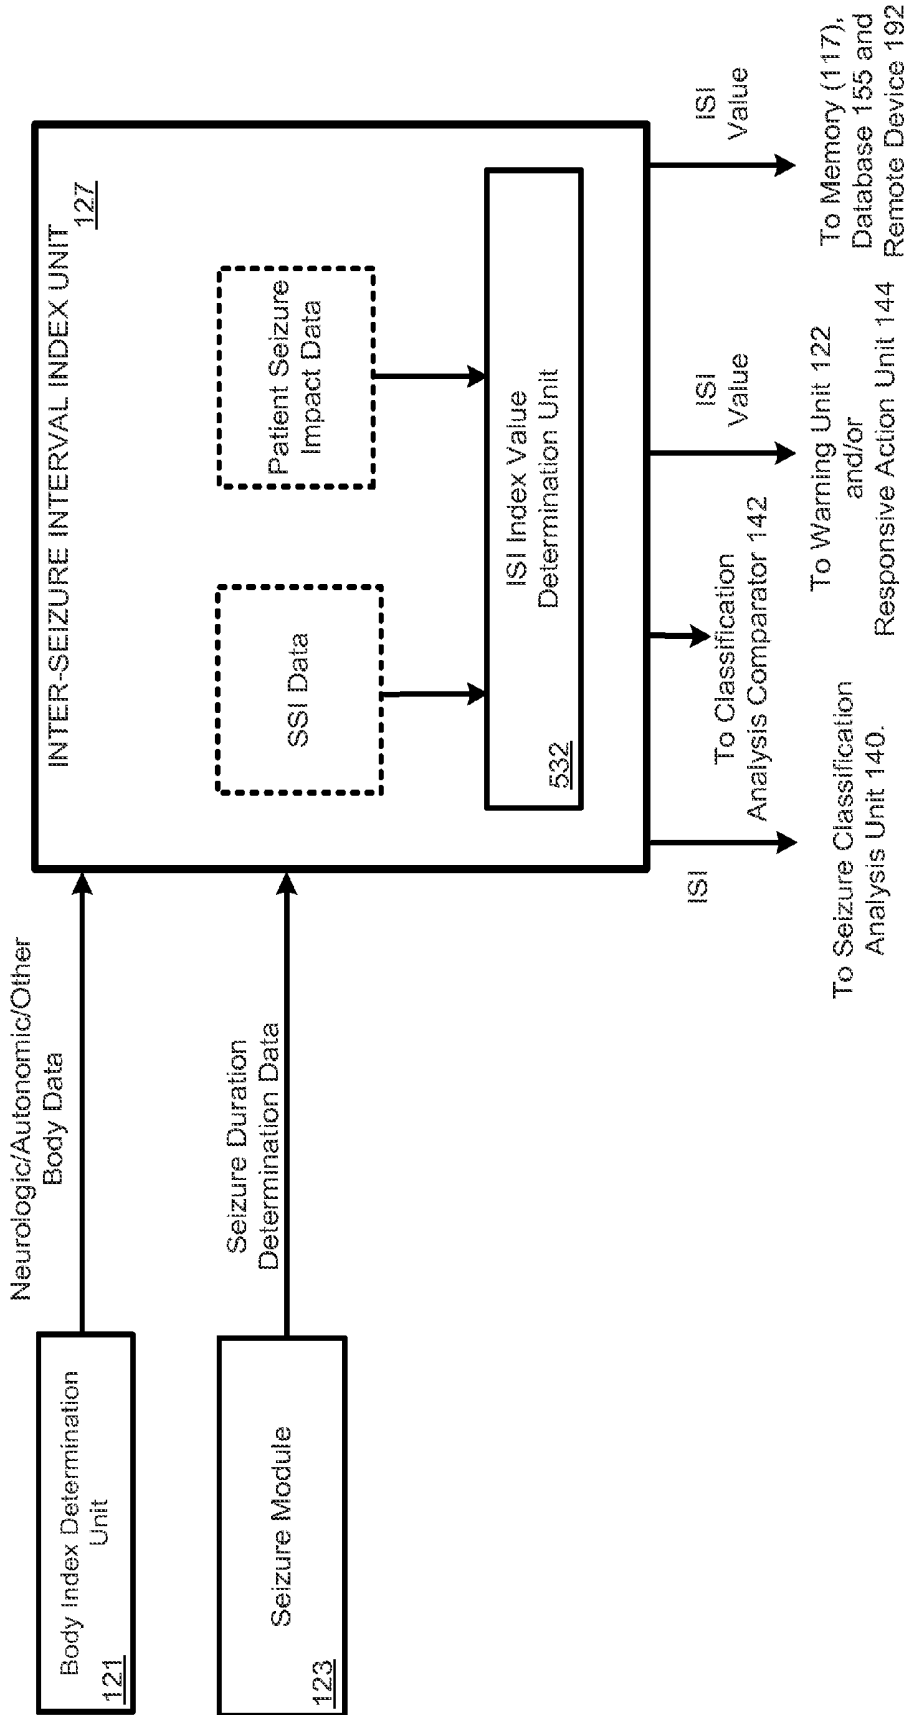 Body Index Determination
Unit
121
Neurologic/Autonomic/Other
Body Data
Seizure Module
123
Seizure Duration
Determination Data
INTER-SEIZURE INTERVAL INDEX UNIT
127
SSI Data
Patient Seizure
Impact Data
ISI Index Value
Determination Unit
532
ISI
To Seizure Classification
Analysis Unit 140.
To Classification
Analysis Comparator 142
ISI
Value
To Warning Unit 122
and/or
Responsive Action Unit 144
ISI
Value
To Memory (117),
Database 155 and
Remote Device 192